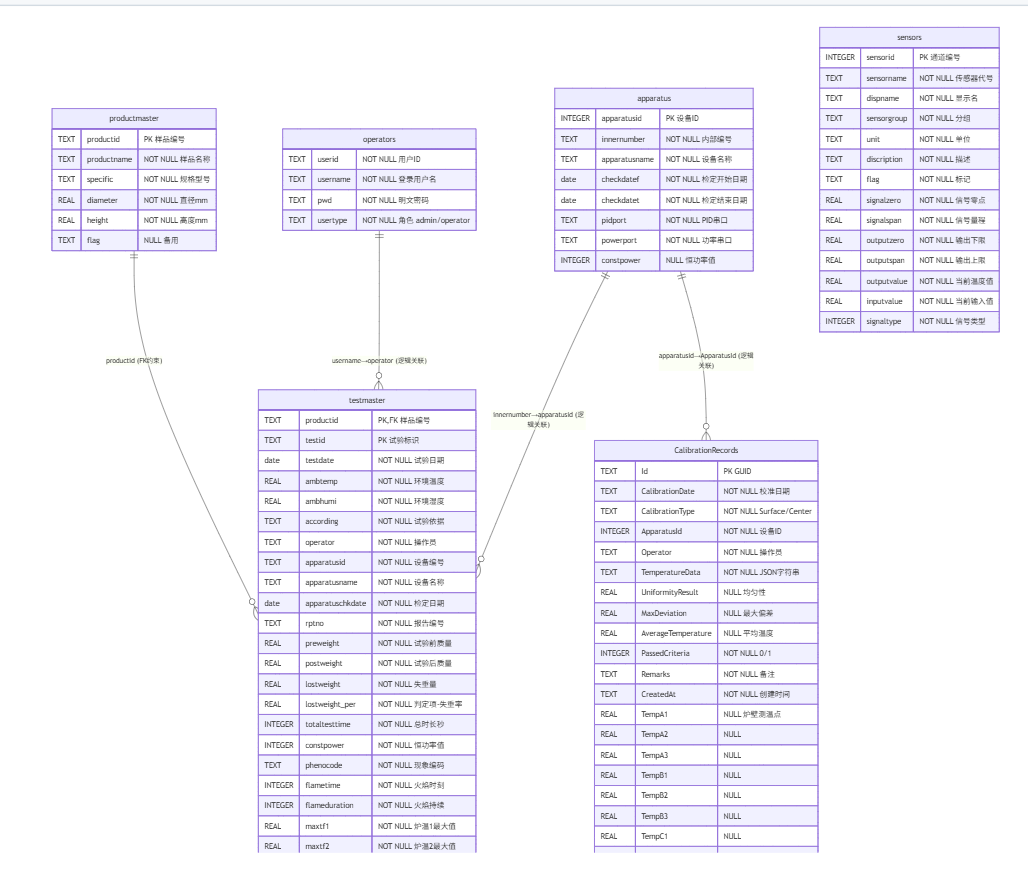 productmaster
TEXT productid PK 样品编号
TEXT productname NOT NULL 样品名称
TEXT specific NOT NULL 规格型号
REAL diameter NOT NULL 直径mm
REAL height NOT NULL 高度mm
TEXT flag NULL 备用
operators
TEXT userid NOT NULL 用户ID
TEXT username NOT NULL 登录用户名
TEXT pwd NOT NULL 明文密码
TEXT usertype NOT NULL 角色 admin/operator
apparatus
INTEGER apparatusid PK 设备ID
TEXT innernumber NOT NULL 内部编号
TEXT apparatusname NOT NULL 设备名称
date checkdatef NOT NULL 检定开始日期
date checkdatet NOT NULL 检定结束日期
TEXT pidport NOT NULL PID串口
TEXT powerport NOT NULL 功率串口
INTEGER constpower NULL 恒功率值
sensors
INTEGER sensorid PK 通道编号
TEXT sensorname NOT NULL 传感器代号
TEXT dispname NOT NULL 显示名
TEXT sensorgroup NOT NULL 分组
TEXT unit NOT NULL 单位
TEXT discription NOT NULL 描述
TEXT flag NOT NULL 标记
REAL signalzero NOT NULL 信号零点
REAL signalspan NOT NULL 信号量程
REAL outputzero NOT NULL 输出下限
REAL outputspan NOT NULL 输出上限
REAL outputvalue NOT NULL 当前温度值
REAL inputvalue NOT NULL 当前输入值
INTEGER signaltype NOT NULL 信号类型
productid (FK约束)
username→operator (逻辑关联)
innernumber→apparatusid (逻
辑关联)
apparatusid→ApparatusId (逻辑
关联)
testmaster
TEXT productid PK,FK 样品编号
TEXT testid PK 试验标识
date testdate NOT NULL 试验日期
REAL ambtemp NOT NULL 环境温度
REAL ambhumi NOT NULL 环境湿度
TEXT according NOT NULL 试验依据
TEXT operator NOT NULL 操作员
TEXT apparatusid NOT NULL 设备编号
TEXT apparatusname NOT NULL 设备名称
date apparatuschkdate NOT NULL 检定日期
TEXT rptno NOT NULL 报告编号
REAL preweight NOT NULL 试验前质量
REAL postweight NOT NULL 试验后质量
REAL lostweight NOT NULL 失重量
REAL lostweight_per NOT NULL 判定项-失重率
INTEGER totaltesttime NOT NULL 总时长秒
INTEGER constpower NOT NULL 恒功率值
TEXT phenocode NOT NULL 现象编码
INTEGER flametime NOT NULL 火焰时刻
INTEGER flameduration NOT NULL 火焰持续
REAL maxtf1 NOT NULL 炉温1最大值
REAL maxtf2 NOT NULL 炉温2最大值
CalibrationRecords
TEXT Id PK GUID
TEXT CalibrationDate NOT NULL 校准日期
TEXT CalibrationType NOT NULL Surface/Center
INTEGER ApparatusId NOT NULL 设备ID
TEXT Operator NOT NULL 操作员
TEXT TemperatureData NOT NULL JSON字符串
REAL UniformityResult NULL 均匀性
REAL MaxDeviation NULL 最大偏差
REAL AverageTemperature NULL 平均温度
INTEGER PassedCriteria NOT NULL 0/1
TEXT Remarks NOT NULL 备注
TEXT CreatedAt NOT NULL 创建时间
REAL TempA1 NULL 炉壁测温点
REAL TempA2 NULL
REAL TempA3 NULL
REAL TempB1 NULL
REAL TempB2 NULL
REAL TempB3 NULL
REAL TempC1 NULL